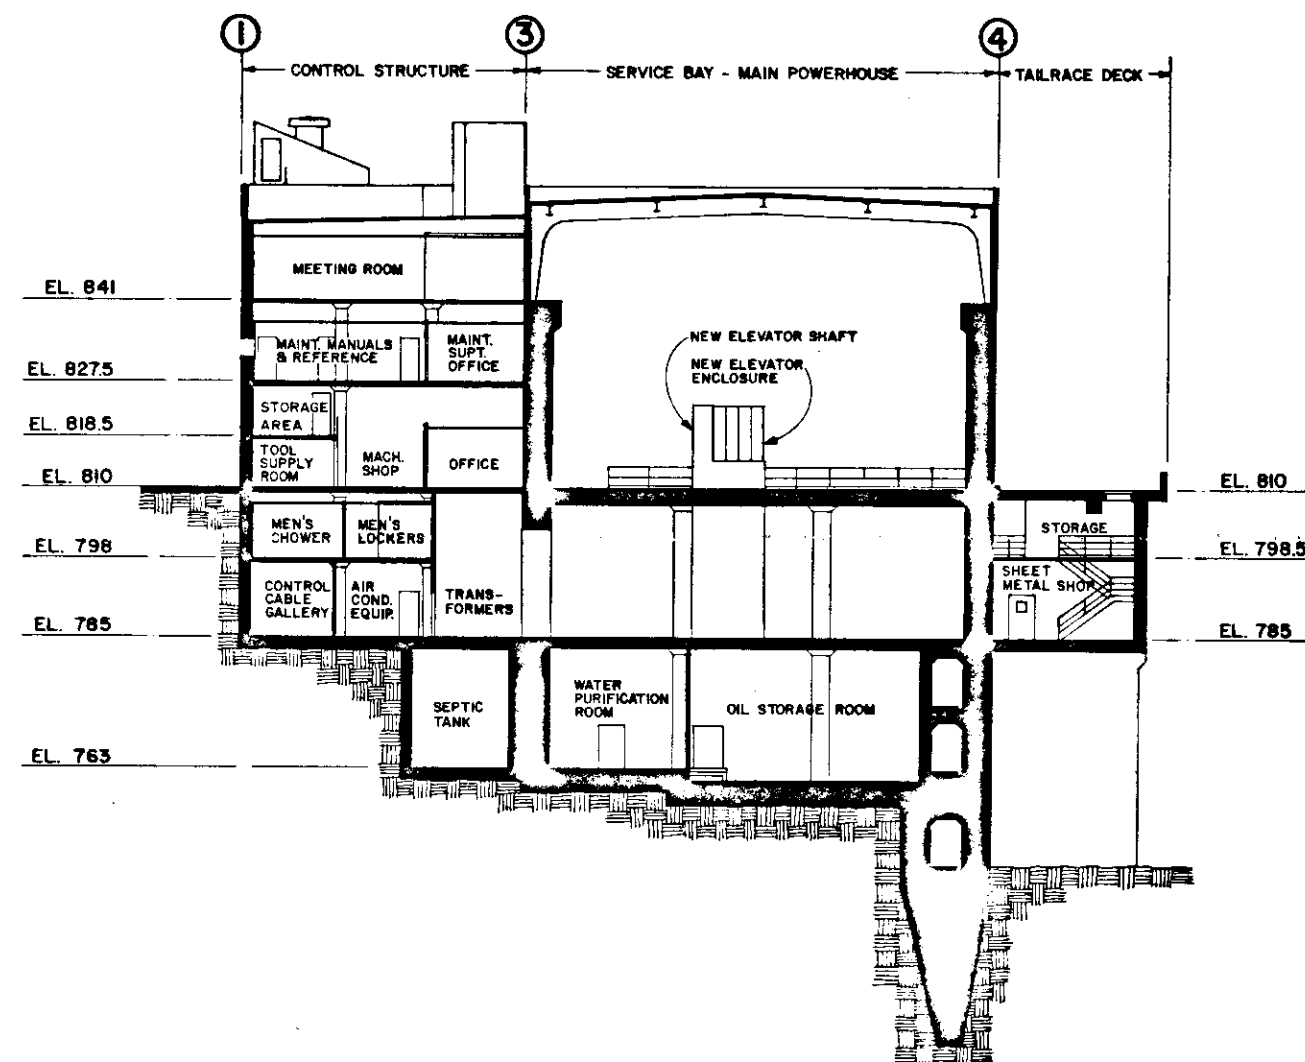 1
3
4
CONTROL STRUCTURE
SERVICE BAY - MAIN POWERHOUSE
TAILRACE DECK
MEETING ROOM
EL. 841
MAINT. MANUALS
& REFERENCE
MAINT.
SUPT.
OFFICE
NEW ELEVATOR SHAFT
NEW ELEVATOR
ENCLOSURE
EL. 827.5
STORAGE
AREA
EL. 818.5
TOOL
SUPPLY
ROOM
MACH.
SHOP
OFFICE
EL. 810
EL. 810
MEN'S
SHOWER
MEN'S
LOCKERS
STORAGE
EL. 798
EL. 798.5
CONTROL
CABLE
GALLERY
AIR
COND.
EQUIP.
TRANS-
FORMERS
SHEET
METAL SHOP
EL. 785
EL. 785
SEPTIC
TANK
WATER
PURIFICATION
ROOM
OIL STORAGE ROOM
EL. 763